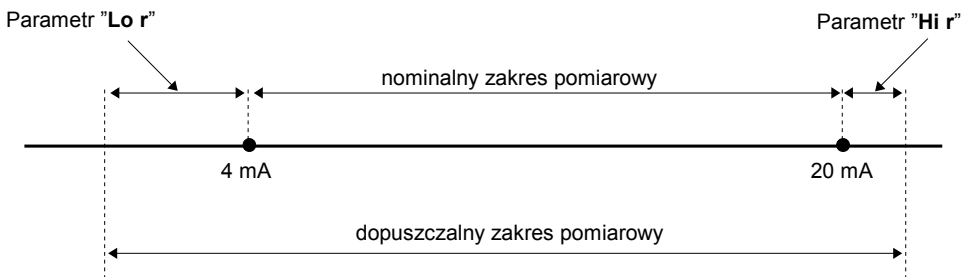 Parametr "Lo r"
Parametr "Hi r"
nominalny zakres pomiarowy
4 mA
20 mA
dopuszczalny zakres pomiarowy